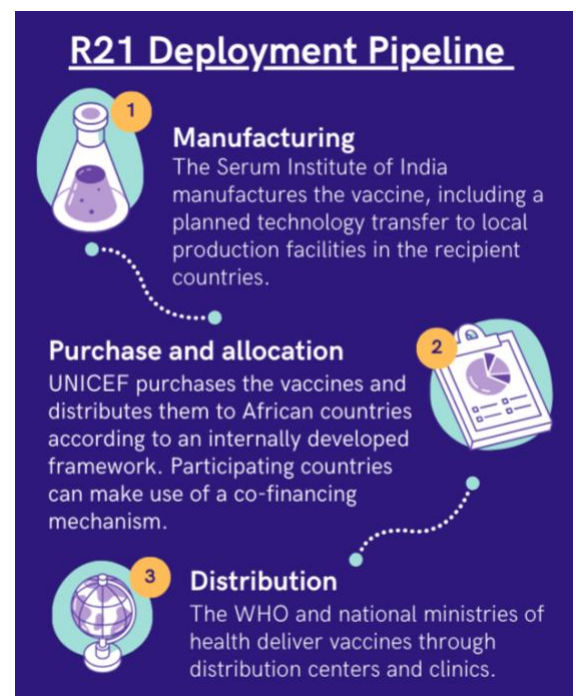 R21 Deployment Pipeline
1
Manufacturing
The Serum Institute of India
manufactures the vaccine, including a
planned technology transfer to local
production facilities in the recipient
countries.
Purchase and allocation
2
UNICEF purchases the vaccines and
distributes them to African countries
according to an internally developed
framework. Participating countries
can make use of a co-financing
mechanism.
3
Distribution
The WHO and national ministries of
health deliver vaccines through
distribution centers and clinics.